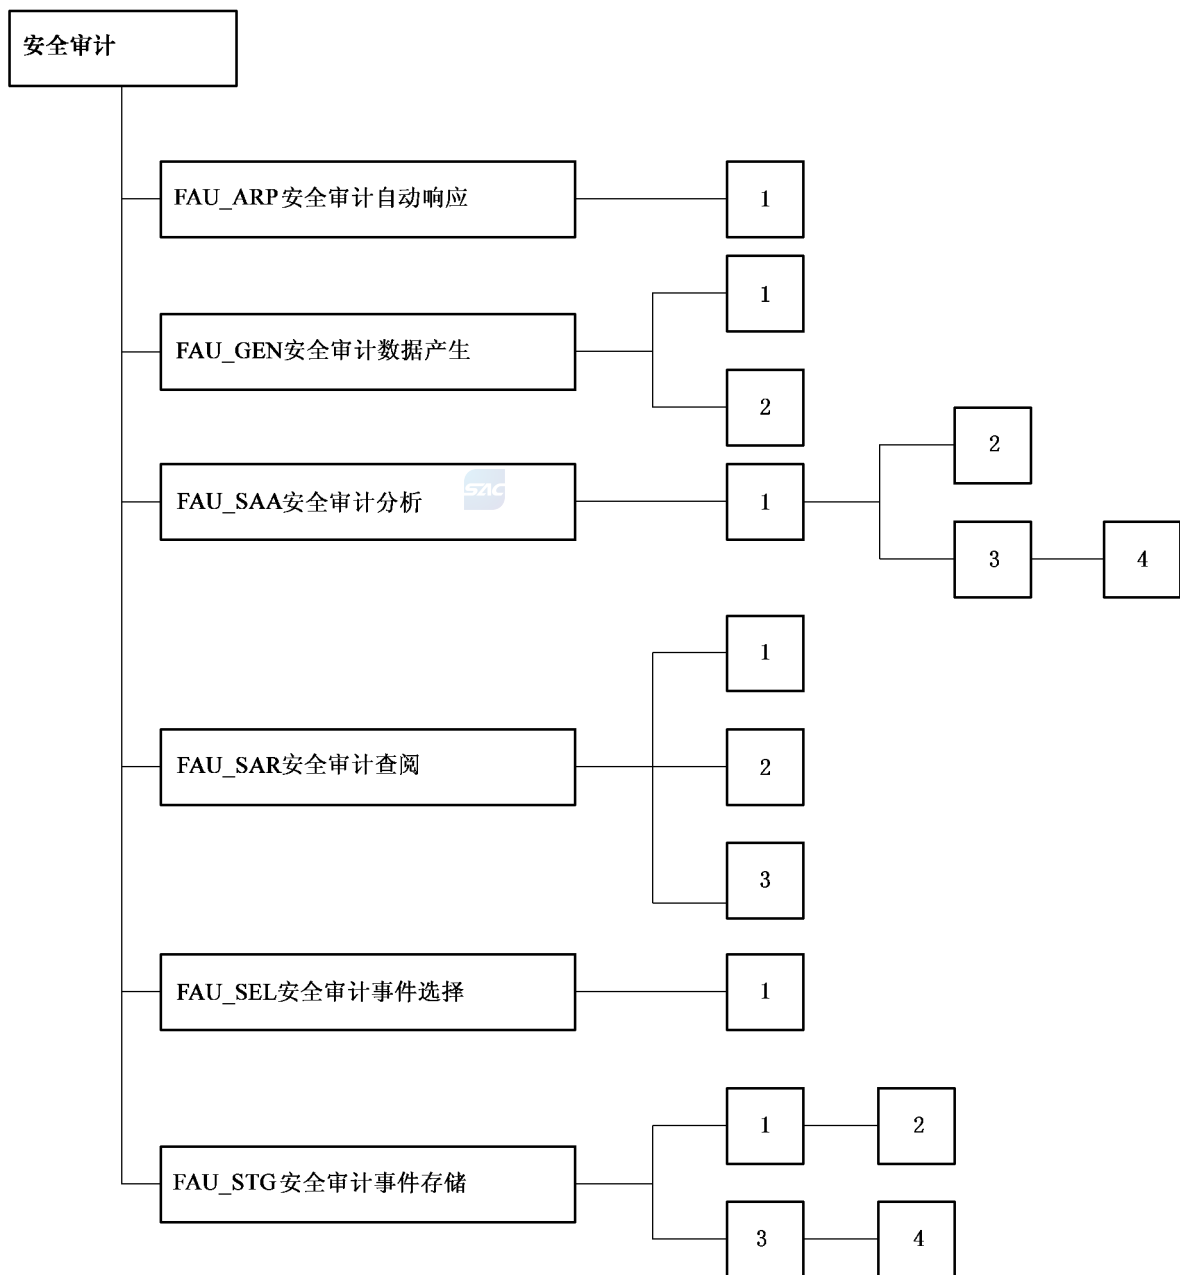 安全审计
FAU_ARP安全审计自动响应 1
1
FAU_GEN安全审计数据产生
2
2
FAU_SAA安全审计分析 SAC 1
3 4
1
FAU_SAR安全审计查阅 2
3
FAU_SEL安全审计事件选择 1
1 2
FAU_STG安全审计事件存储
3 4